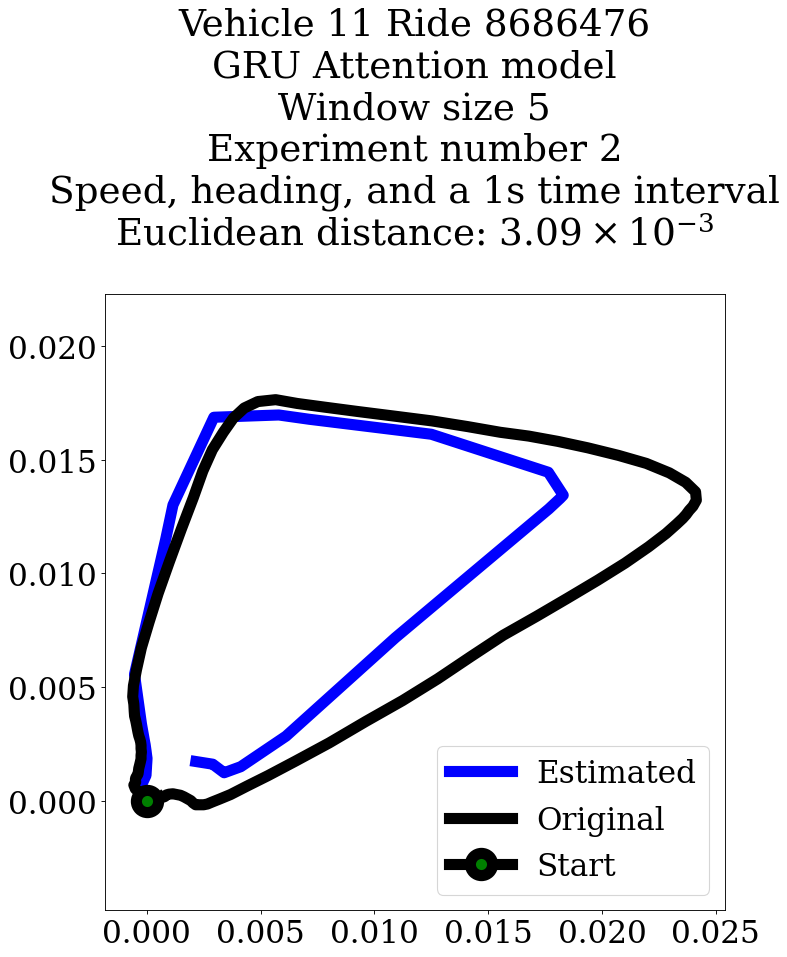 Vehicle 11 Ride 8686476
GRU Attention model
Window size 5
Experiment number 2
Speed, heading, and a 1s time interval
Euclidean distance: 3.09 × 10⁻³
0.020
0.015
0.010
0.005
0.000
Estimated
Original
Start
0.000 0.005 0.010 0.015 0.020 0.025